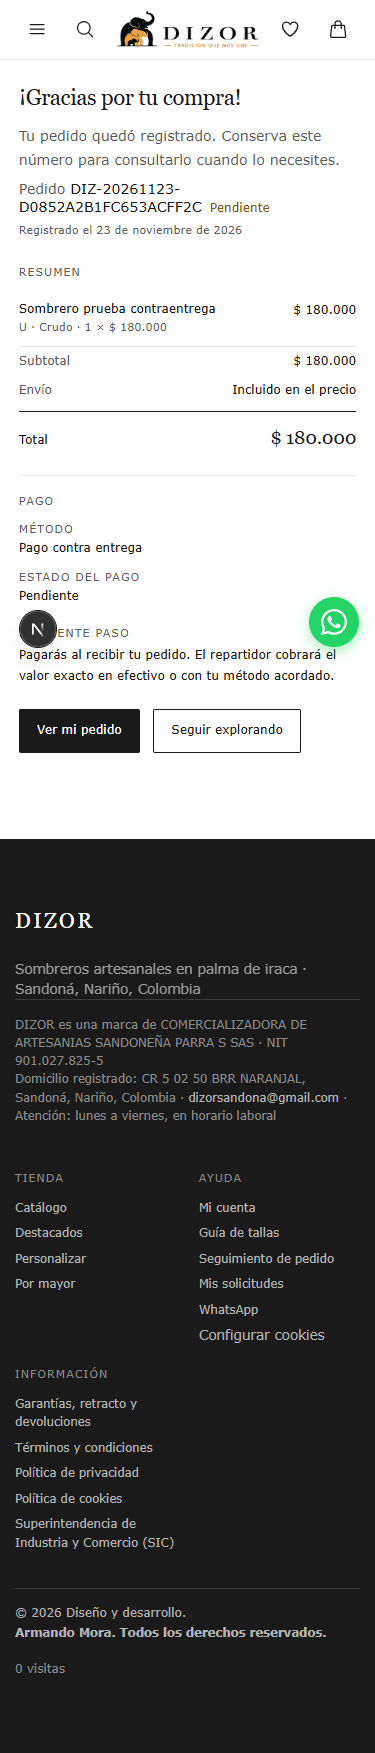 DIZOR
TRADICIÓN QUE NOS UNE
¡Gracias por tu compra!
Tu pedido quedó registrado. Conserva este
número para consultarlo cuando lo necesites.
Pedido DIZ-20261123-
D0852A2B1FC653ACFF2C Pendiente
Registrado el 23 de noviembre de 2026
RESUMEN
Sombrero prueba contraentrega $ 180.000
U · Crudo · 1 × $ 180.000
Subtotal $ 180.000
Envío Incluido en el precio
Total $ 180.000
PAGO
MÉTODO
Pago contra entrega
ESTADO DEL PAGO
Pendiente
N
ENTE PASO
Pagarás al recibir tu pedido. El repartidor cobrará el
valor exacto en efectivo o con tu método acordado.
Ver mi pedido Seguir explorando
DIZOR
Sombreros artesanales en palma de iraca ·
Sandoná, Nariño, Colombia
DIZOR es una marca de COMERCIALIZADORA DE
ARTESANIAS SANDONEÑA PARRA S SAS · NIT
901.027.825-5
Domicilio registrado: CR 5 02 50 BRR NARANJAL,
Sandoná, Nariño, Colombia · dizorsandona@gmail.com ·
Atención: lunes a viernes, en horario laboral
TIENDA
Catálogo
Destacados
Personalizar
Por mayor
AYUDA
Mi cuenta
Guía de tallas
Seguimiento de pedido
Mis solicitudes
WhatsApp
Configurar cookies
INFORMACIÓN
Garantías, retracto y
devoluciones
Términos y condiciones
Política de privacidad
Política de cookies
Superintendencia de
Industria y Comercio (SIC)
© 2026 Diseño y desarrollo.
Armando Mora. Todos los derechos reservados.
0 visitas